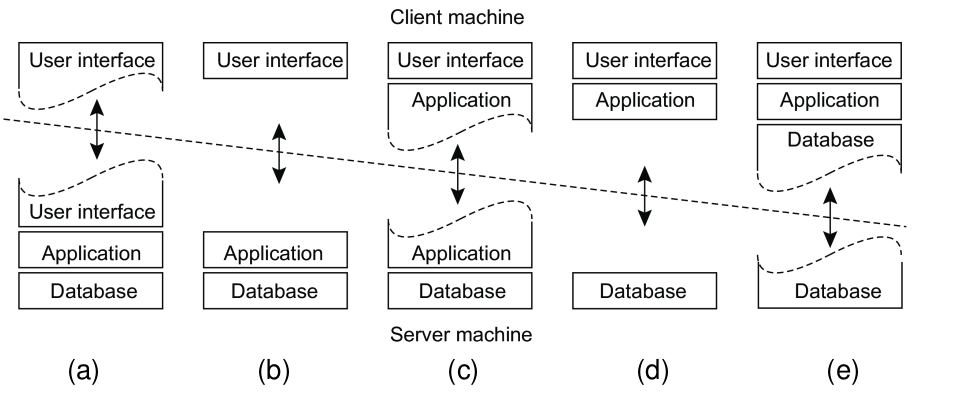 Client machine
User interface User interface User interface User interface User interface
Application Application Application
Database
User interface
Application Application Application
Database Database Database Database Database
Server machine
(a) (b) (c) (d) (e)